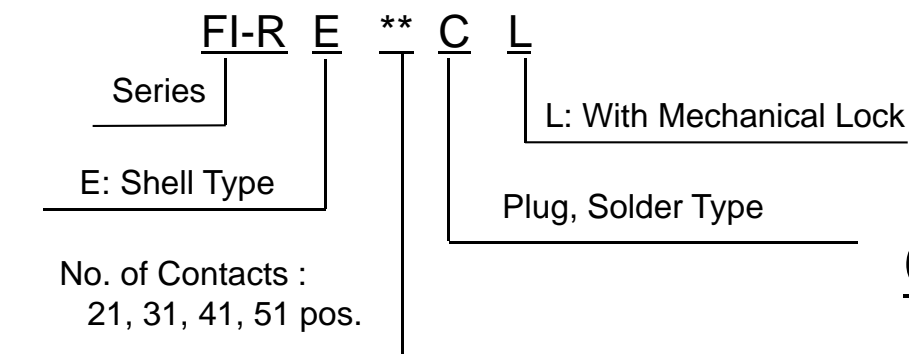 FI-R E ** C L
Series
L: With Mechanical Lock
E: Shell Type
Plug, Solder Type
No. of Contacts :
21, 31, 41, 51 pos.